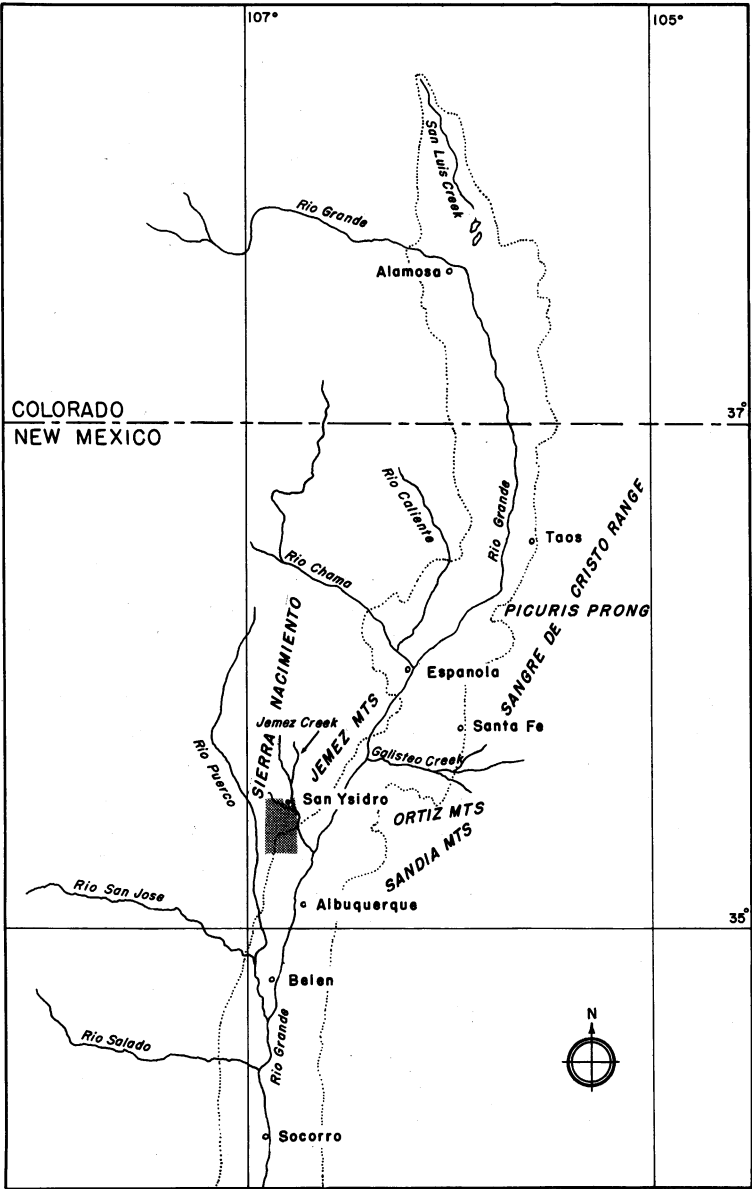 107°
105°
San Luis Creek
Rio Grande
Alamosa
COLORADO
NEW MEXICO
37°
Rio Caliente
Rio Grande
Taos
Rio Chama
SANGRE DE CRISTO RANGE
PICURIS PRONG
SIERRA NACIMIENTO
Espanola
Jemez Creek
JEMEZ MTS
Santa Fe
Galisteo Creek
Rio Puerco
San Ysidro
ORTIZ MTS
SANDIA MTS
Rio San Jose
Albuquerque
35°
Belen
N
Rio Salado
Rio Grande
Socorro